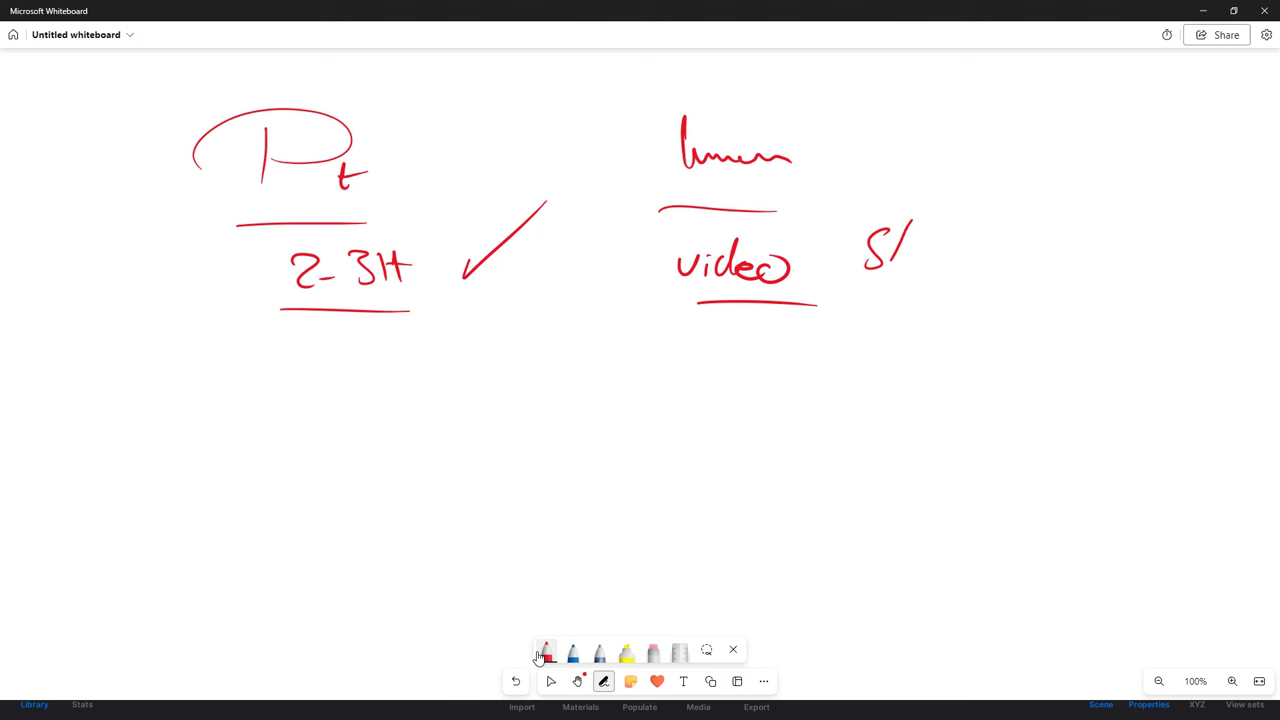 Microsoft Whiteboard
Untitled whiteboard
Share
Pt
2-3H
video
100%
Library
Stats
Import
Materials
Populate
Media
Export
Scene
Properties
XYZ
View sets